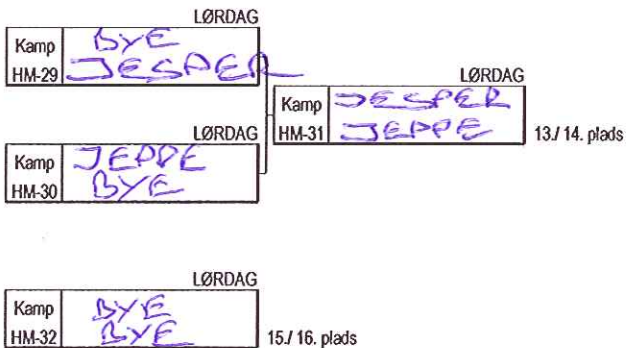 LØRDAG
Kamp BYE
HM-29 JESPER
LØRDAG
Kamp JESPER
HM-31 JEPPE 13./ 14. plads
LØRDAG
Kamp JEPPE
HM-30 BYE
LØRDAG
Kamp BYE
HM-32 BYE 15./ 16. plads